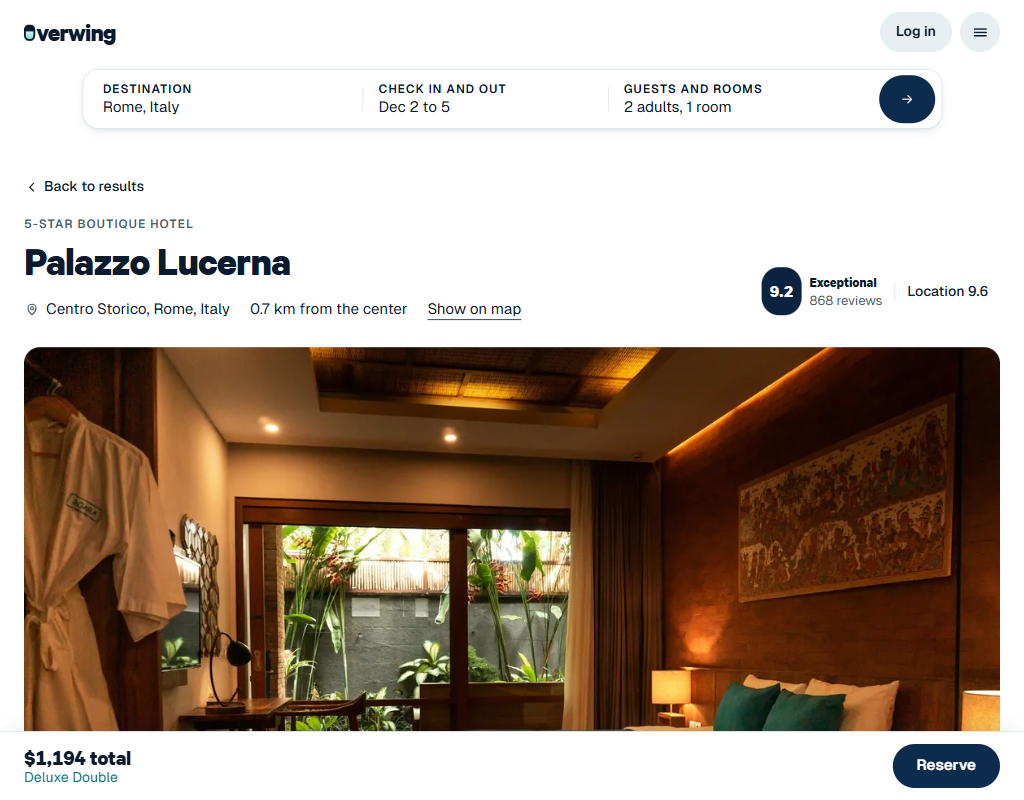 Overwing
Log in
DESTINATION
Rome, Italy
CHECK IN AND OUT
Dec 2 to 5
GUESTS AND ROOMS
2 adults, 1 room
Back to results
5-STAR BOUTIQUE HOTEL
Palazzo Lucerna
Centro Storico, Rome, Italy
0.7 km from the center
Show on map
9.2
Exceptional
868 reviews
Location 9.6
$1,194 total
Deluxe Double
Reserve